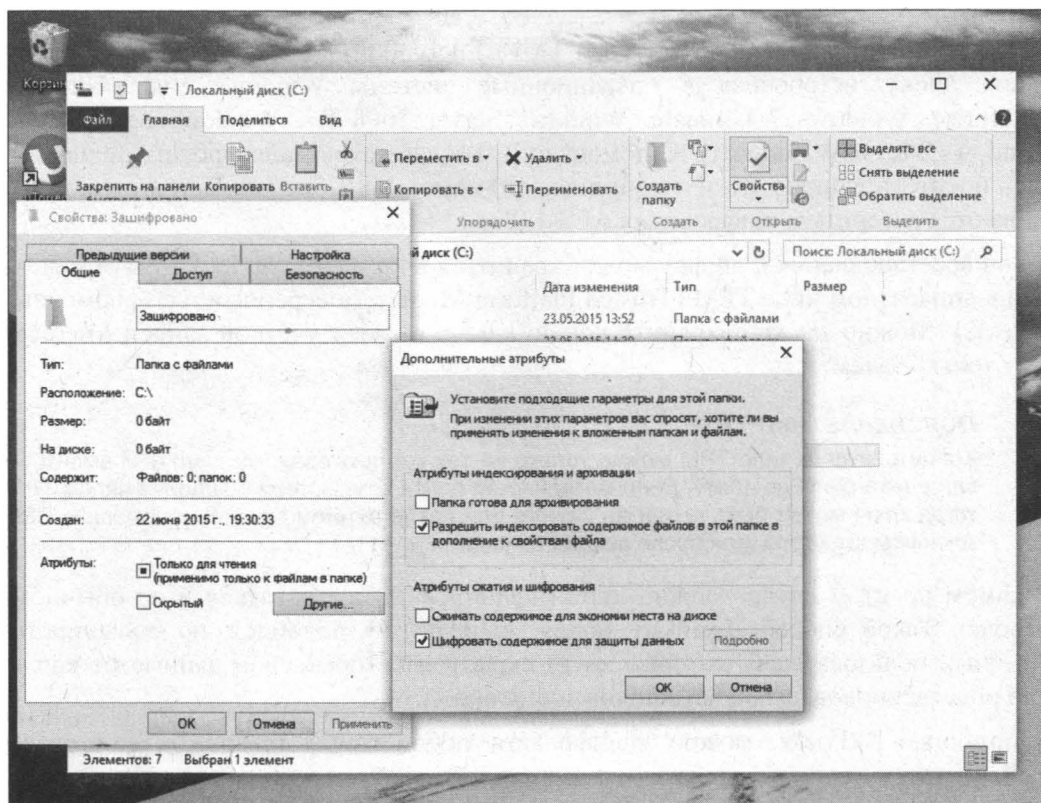 Корзина
Локальный диск (C:)
Файл Главная Поделиться Вид
Закрепить на панели Копировать Вставить
Переместить в Удалить
Копировать в Переименовать
Создать папку
Свойства
Выделить все
Снять выделение
Обратить выделение
Упорядочить Создать Открыть Выделить
й диск (C:)
Поиск: Локальный диск (C:)
Дата изменения Тип Размер
23.05.2015 13:52 Папка с файлами
Свойства: Зашифровано
Предыдущие версии Настройка
Общие Доступ Безопасность
Зашифровано
Тип: Папка с файлами
Расположение: C:\
Размер: 0 байт
На диске: 0 байт
Содержит: Файлов: 0; папок: 0
Создан: 22 июня 2015 г., 19:30:33
Атрибуты: Только для чтения
(применимо только к файлам в папке)
Скрытый Другие...
OK Отмена Применить
Дополнительные атрибуты
Установите подходящие параметры для этой папки.
При изменении этих параметров вас спросят, хотите ли вы
применять изменения к вложенным папкам и файлам.
Атрибуты индексирования и архивации
Папка готова для архивирования
Разрешить индексировать содержимое файлов в этой папке в
дополнение к свойствам файла
Атрибуты сжатия и шифрования
Сжимать содержимое для экономии места на диске
Шифровать содержимое для защиты данных Подробно
OK Отмена
Элементов: 7 Выбран 1 элемент